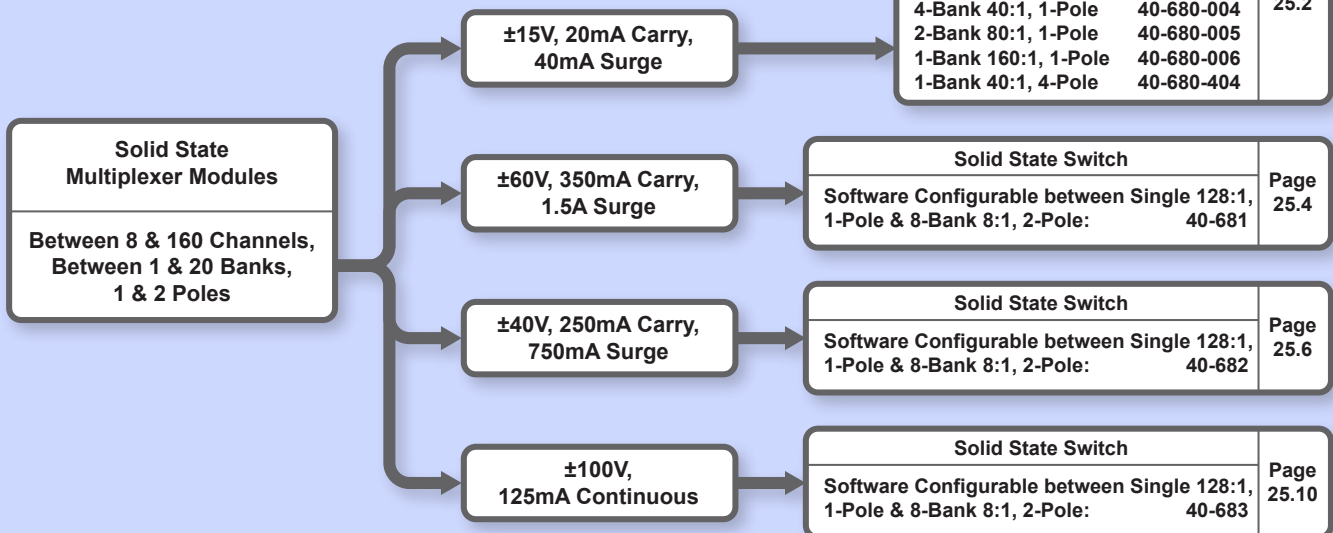 4-Bank 40:1, 1-Pole 40-680-004
25.2
2-Bank 80:1, 1-Pole 40-680-005
1-Bank 160:1, 1-Pole 40-680-006
1-Bank 40:1, 4-Pole 40-680-404
±15V, 20mA Carry,
40mA Surge
Solid State
Multiplexer Modules
Between 8 & 160 Channels,
Between 1 & 20 Banks,
1 & 2 Poles
±60V, 350mA Carry,
1.5A Surge
Solid State Switch
Software Configurable between Single 128:1,
1-Pole & 8-Bank 8:1, 2-Pole: 40-681
Page
25.4
±40V, 250mA Carry,
750mA Surge
Solid State Switch
Software Configurable between Single 128:1,
1-Pole & 8-Bank 8:1, 2-Pole: 40-682
Page
25.6
±100V,
125mA Continuous
Solid State Switch
Software Configurable between Single 128:1,
1-Pole & 8-Bank 8:1, 2-Pole: 40-683
Page
25.10